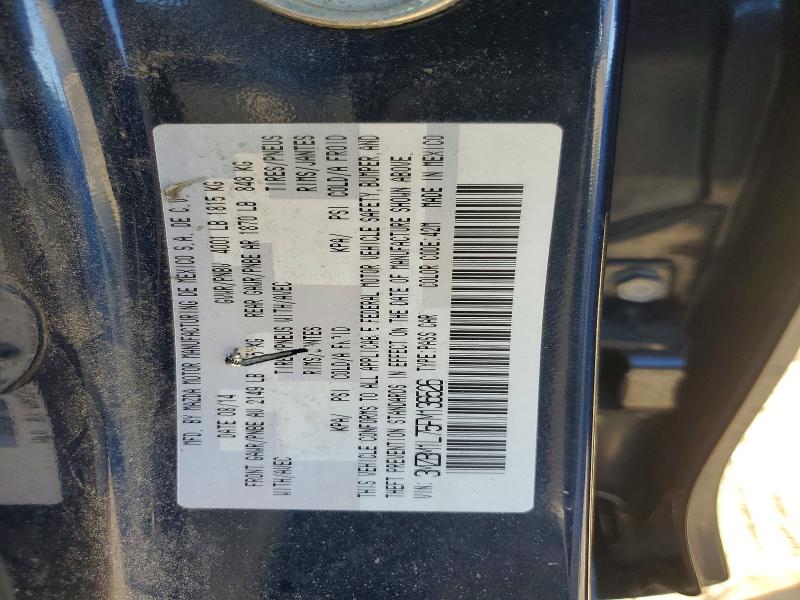 MFD. BY MAZDA MOTOR MANUFACTURING DE MEXICO S.A. DE C.V.
DATE 08/14 GVWR/PNBV 4001 LB 1815 KG
FRONT GAWR/PNBE AV 2149 LB KG REAR GAWR/PNBE AR 1870 LB 848 KG
WITH/AVEC TIRES/PNEUS WITH/AVEC TIRES/PNEUS
RIMS/JANTES RIMS/JANTES
KPA/ PSI COLD/A FROID KPA/ PSI COLD/A FROID
THIS VEHICLE CONFORMS TO ALL APPLICABLE FEDERAL MOTOR VEHICLE SAFETY, BUMPER, AND
THEFT PREVENTION STANDARDS IN EFFECT ON THE DATE OF MANUFACTURE SHOWN ABOVE.
VIN: TYPE:PASS CAR COLOR CODE:42A MADE IN MEXICO